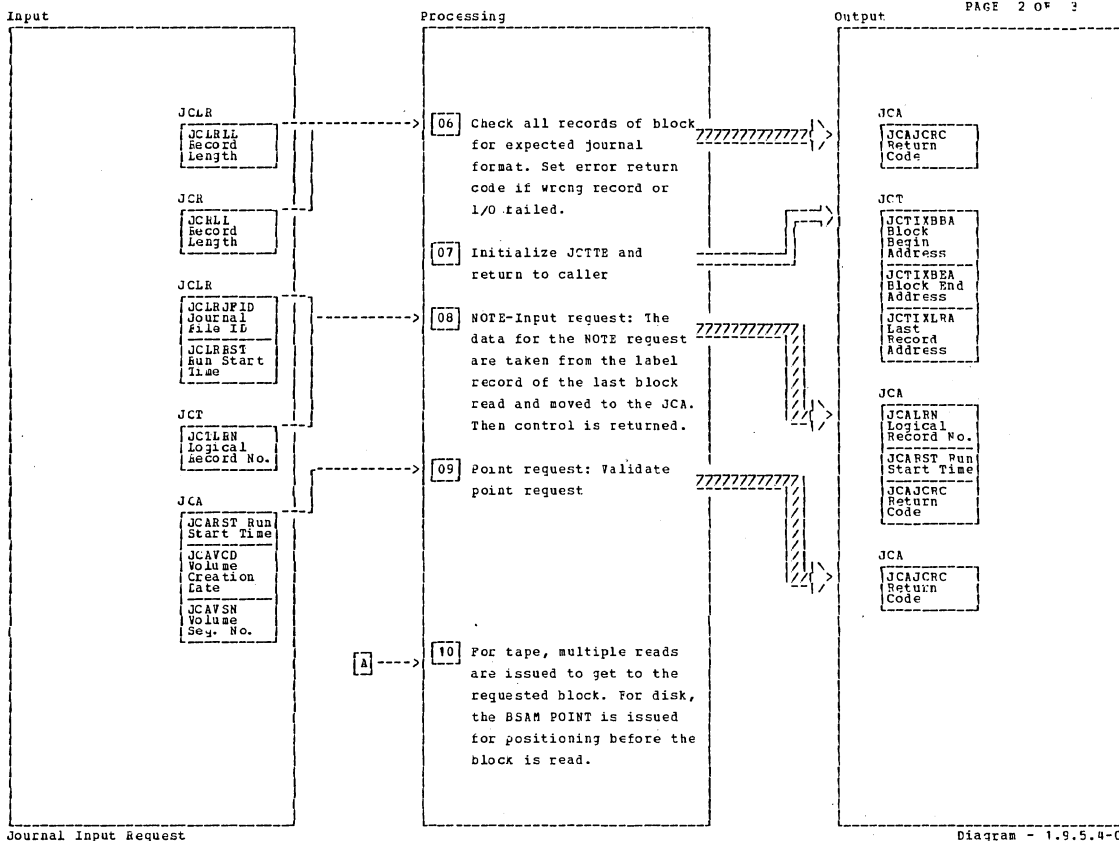 PAGE 2 OF 3
Input
Processing
Output
JCLR
JCLRLL
Record
Length
JCR
JCRLL
Record
Length
JCLR
JCLRJFID
Journal
File ID
JCLRRST
Run Start
Time
JCT
JCTLRN
Logical
Record No.
JCA
JCARST Run
Start Time
JCAVCD
Volume
Creation
Date
JCAVSN
Volume
Seq. No.
A
06 Check all records of block
for expected journal
format. Set error return
code if wrong record or
I/O failed.
07 Initialize JCTTE and
return to caller
08 NOTE-Input request: The
data for the NOTE request
are taken from the label
record of the last block
read and moved to the JCA.
Then control is returned.
09 Point request: Validate
point request
10 For tape, multiple reads
are issued to get to the
requested block. For disk,
the BSAM POINT is issued
for positioning before the
block is read.
JCA
JCAJCRC
Return
Code
JCT
JCTIXBBA
Block
Begin
Address
JCTIXBEA
Block End
Address
JCTIXLRA
Last
Record
Address
JCA
JCALRN
Logical
Record No.
JCARST Run
Start Time
JCAJCRC
Return
Code
JCA
JCAJCRC
Return
Code
Journal Input Request
Diagram - 1.9.5.4-0